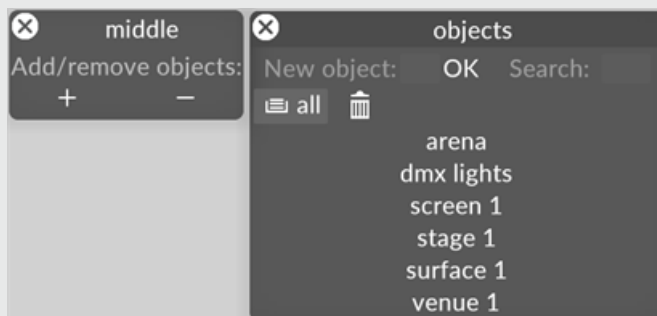 middle
Add/remove objects:
+ −
objects
New object: OK Search:
all
arena
dmx lights
screen 1
stage 1
surface 1
venue 1